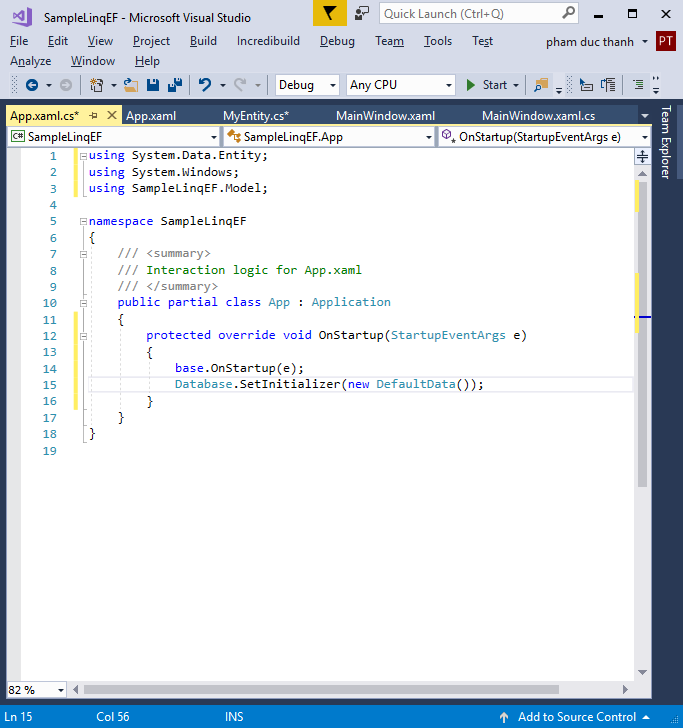 SampleLinqEF - Microsoft Visual Studio
Quick Launch (Ctrl+Q)
File Edit View Project Build Incredibuild Debug Team Tools Test pham duc thanh PT
Analyze Window Help
Debug Any CPU Start
App.xaml.cs* App.xaml MyEntity.cs* MainWindow.xaml MainWindow.xaml.cs
Team Explorer
C# SampleLinqEF SampleLinqEF.App OnStartup(StartupEventArgs e)
1 using System.Data.Entity;
2 using System.Windows;
3 using SampleLinqEF.Model;
4
5 namespace SampleLinqEF
6 {
7 /// <summary>
8 /// Interaction logic for App.xaml
9 /// </summary>
10 public partial class App : Application
11 {
12 protected override void OnStartup(StartupEventArgs e)
13 {
14 base.OnStartup(e);
15 Database.SetInitializer(new DefaultData());
16 }
17 }
18 }
19
82 %
Ln 15 Col 56 INS Add to Source Control